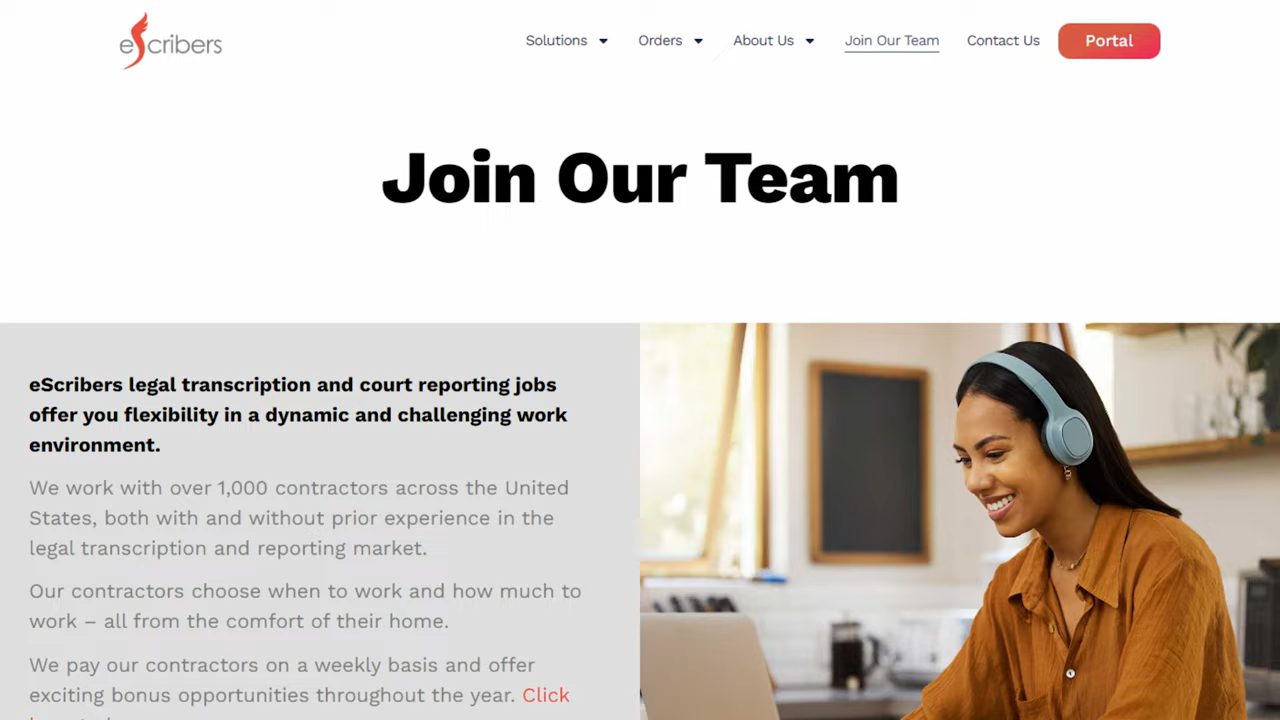 eScribers
Solutions
Orders
About Us
Join Our Team
Contact Us
Portal
Join Our Team
eScribers legal transcription and court reporting jobs
offer you flexibility in a dynamic and challenging work
environment.
We work with over 1,000 contractors across the United
States, both with and without prior experience in the
legal transcription and reporting market.
Our contractors choose when to work and how much to
work – all from the comfort of their home.
We pay our contractors on a weekly basis and offer
exciting bonus opportunities throughout the year. Click